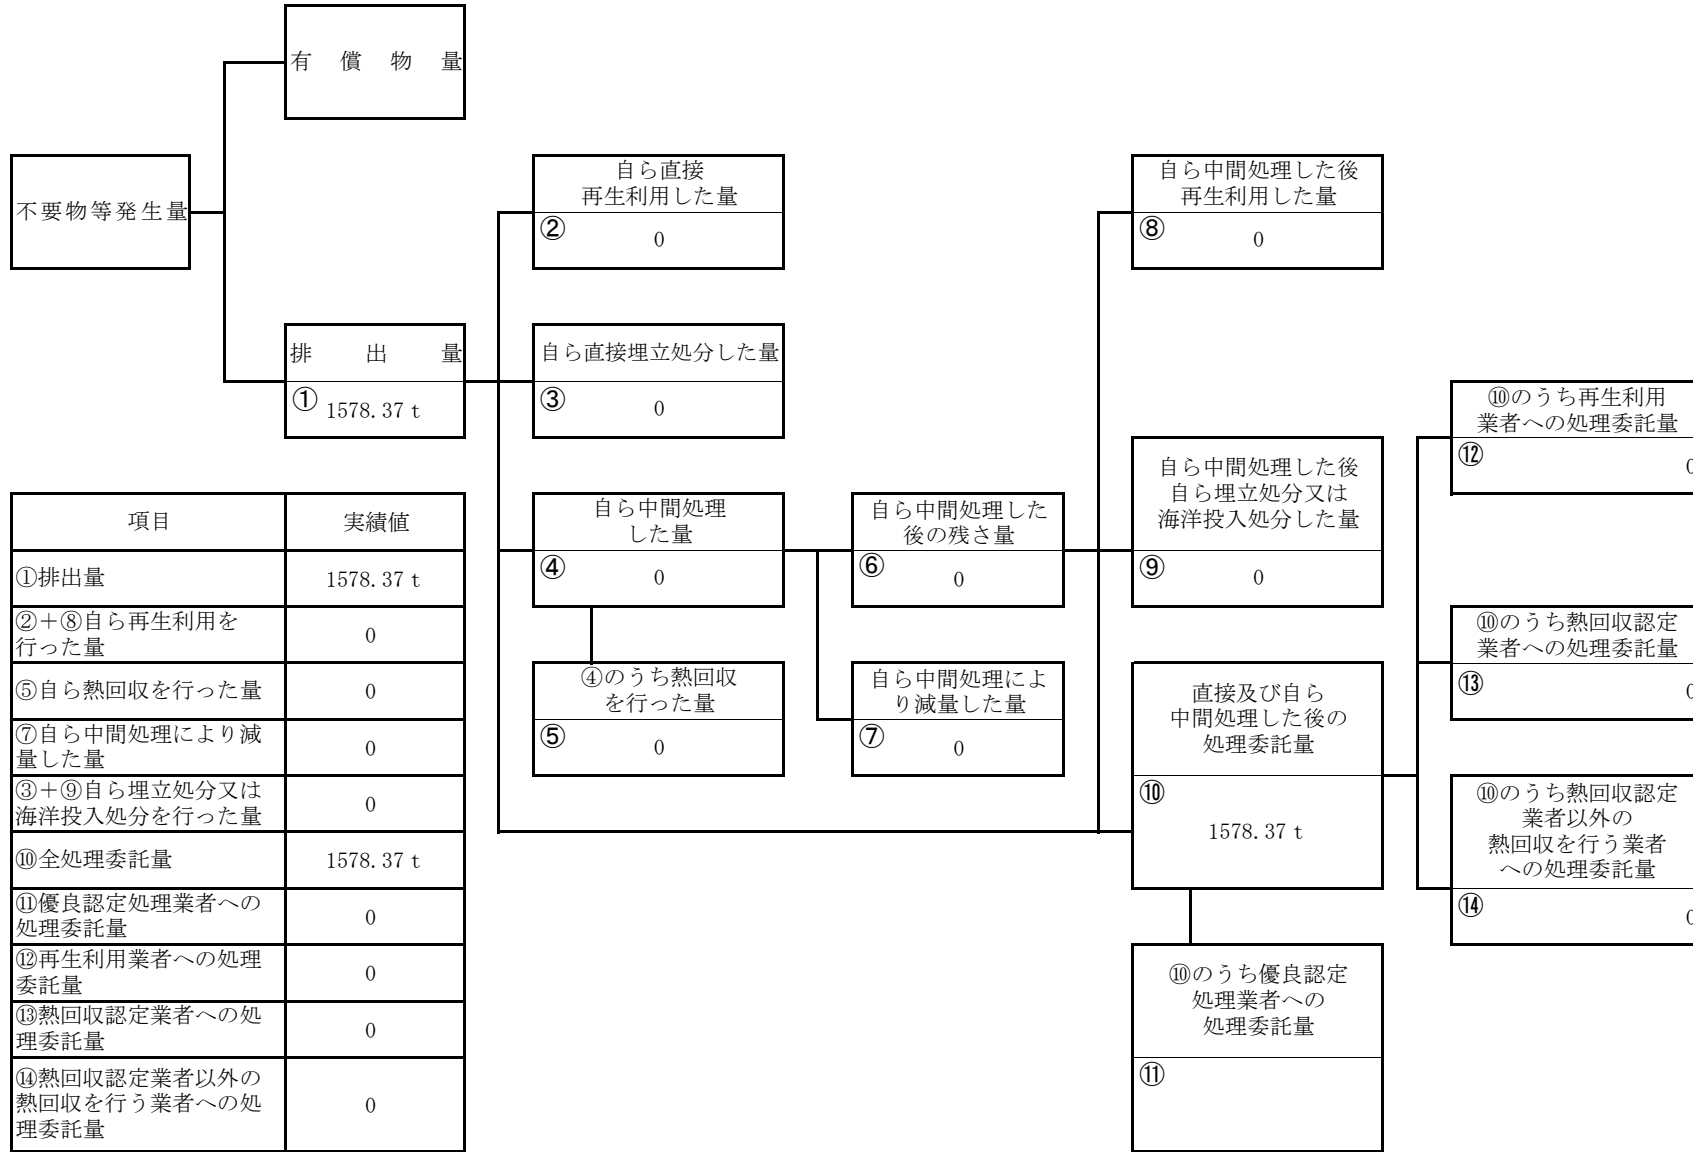 有償物量
不要物等発生量
自ら直接
再生利用した量
② 0
自ら中間処理した後
再生利用した量
⑧ 0
排出量
① 1578.37 t
自ら直接埋立処分した量
③ 0
⑩のうち再生利用
業者への処理委託量
⑫ 0
自ら中間処理した後
自ら埋立処分又は
海洋投入処分した量
⑨ 0
自ら中間処理
した量
④ 0
自ら中間処理した
後の残さ量
⑥ 0
⑩のうち熱回収認定
業者への処理委託量
⑬ 0
④のうち熱回収
を行った量
⑤ 0
自ら中間処理によ
り減量した量
⑦ 0
直接及び自ら
中間処理した後の
処理委託量
⑩
1578.37 t
⑩のうち熱回収認定
業者以外の
熱回収を行う業者
への処理委託量
⑭ 0
⑩のうち優良認定
処理業者への
処理委託量
⑪
項目 実績値
①排出量 1578.37 t
②＋⑧自ら再生利用を
行った量 0
⑤自ら熱回収を行った量 0
⑦自ら中間処理により減
量した量 0
③＋⑨自ら埋立処分又は
海洋投入処分を行った量 0
⑩全処理委託量 1578.37 t
⑪優良認定処理業者への
処理委託量 0
⑫再生利用業者への処理
委託量 0
⑬熱回収認定業者への処
理委託量 0
⑭熱回収認定業者以外の
熱回収を行う業者への処
理委託量 0